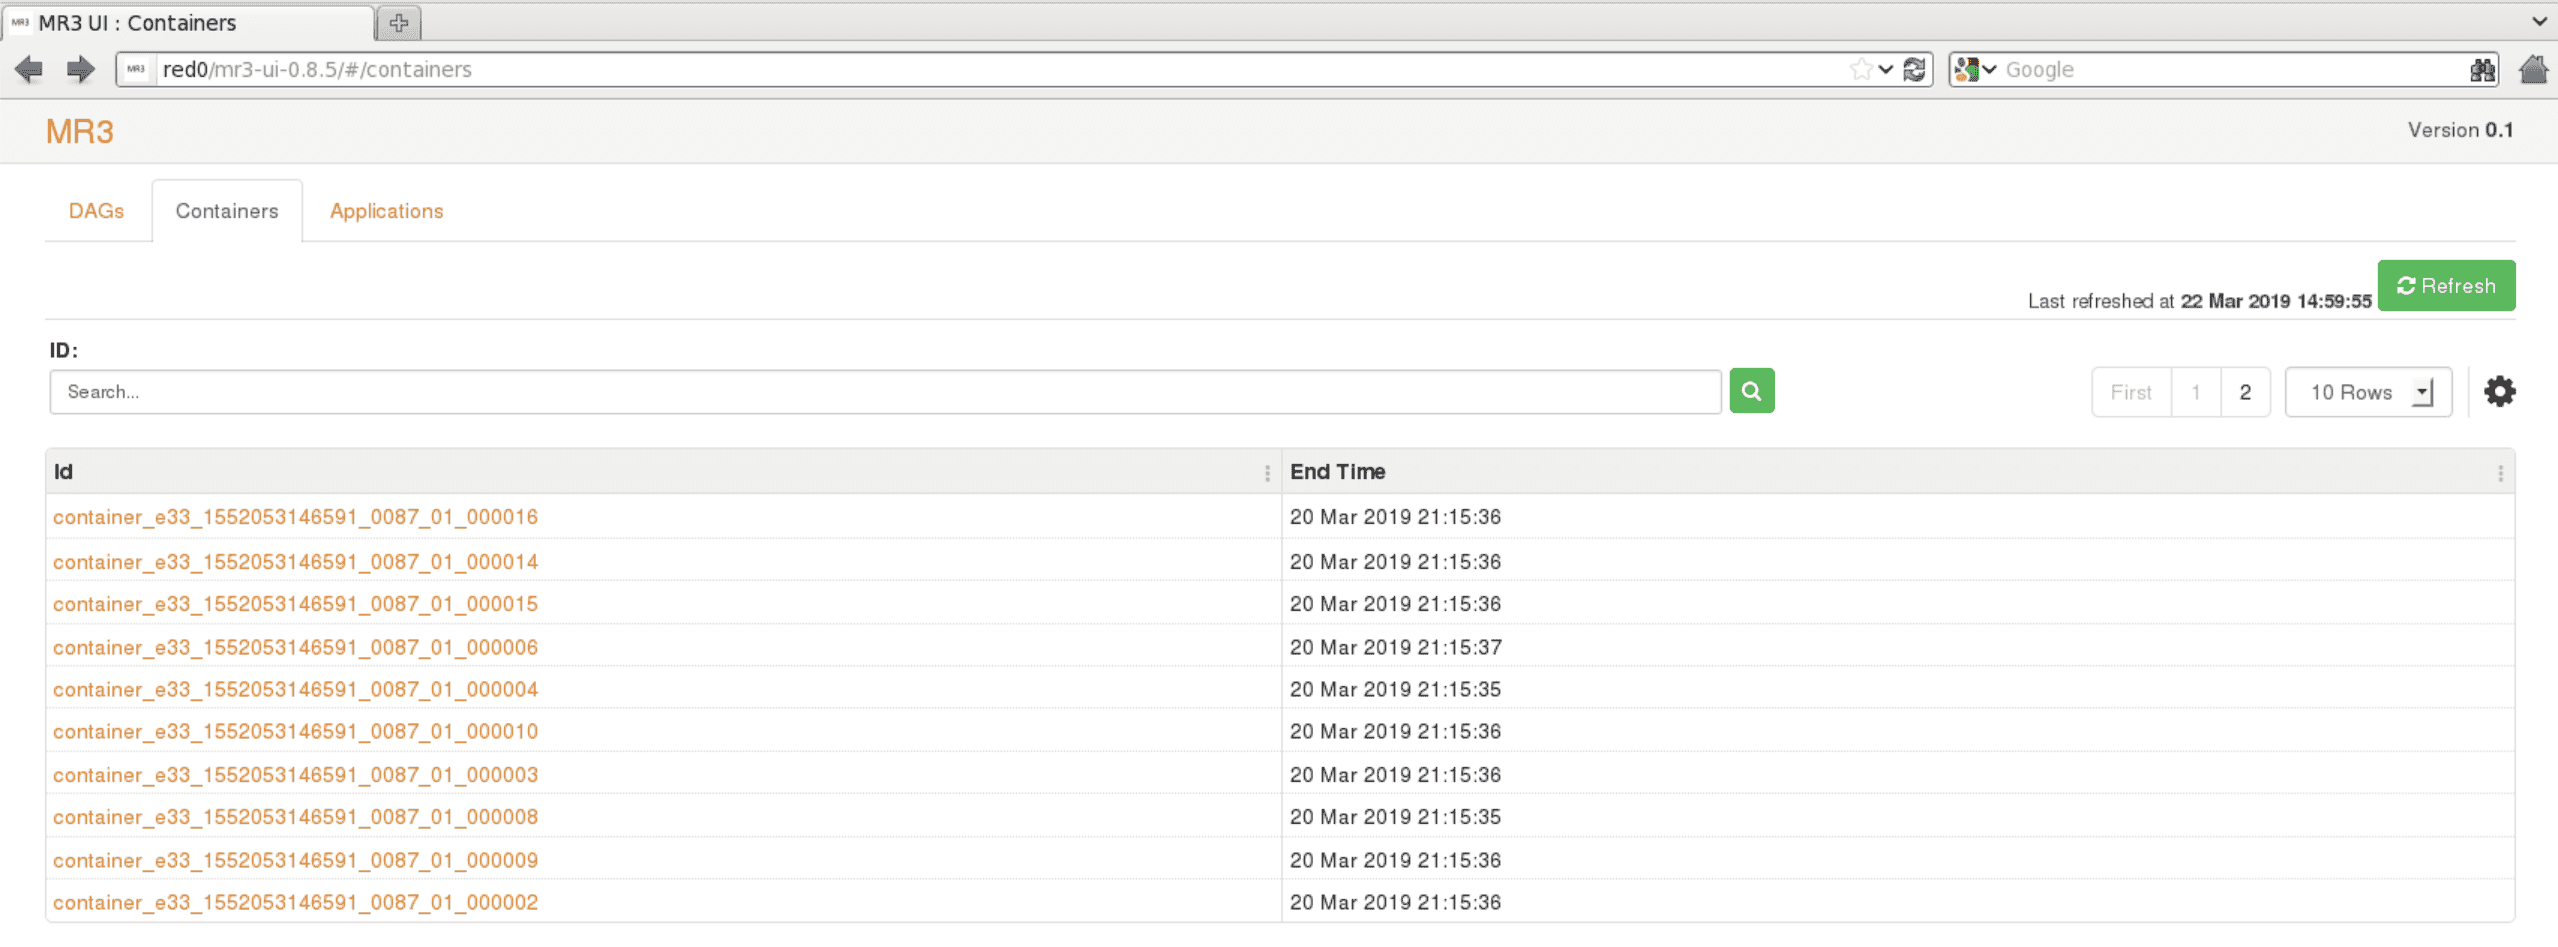 MR3 MR3 UI : Containers
MR3 red0/mr3-ui-0.8.5/#/containers Google
MR3 Version 0.1
DAGs Containers Applications
Last refreshed at 22 Mar 2019 14:59:55 Refresh
ID:
Search... First 1 2 10 Rows
Id End Time
container_e33_1552053146591_0087_01_000016 20 Mar 2019 21:15:36
container_e33_1552053146591_0087_01_000014 20 Mar 2019 21:15:36
container_e33_1552053146591_0087_01_000015 20 Mar 2019 21:15:36
container_e33_1552053146591_0087_01_000006 20 Mar 2019 21:15:37
container_e33_1552053146591_0087_01_000004 20 Mar 2019 21:15:35
container_e33_1552053146591_0087_01_000010 20 Mar 2019 21:15:36
container_e33_1552053146591_0087_01_000003 20 Mar 2019 21:15:36
container_e33_1552053146591_0087_01_000008 20 Mar 2019 21:15:35
container_e33_1552053146591_0087_01_000009 20 Mar 2019 21:15:36
container_e33_1552053146591_0087_01_000002 20 Mar 2019 21:15:36